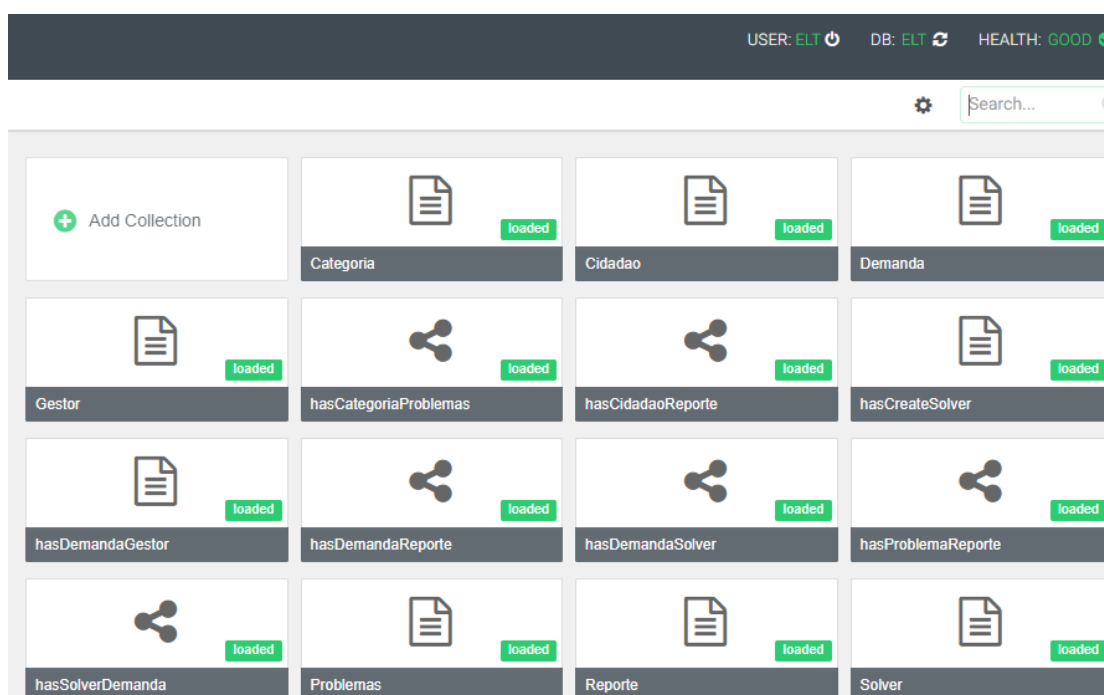 USER: ELT DB: ELT HEALTH: GOOD
Search...
Add Collection
loaded
loaded
loaded
Categoria
Cidadao
Demanda
loaded
loaded
loaded
loaded
Gestor
hasCategoriaProblemas
hasCidadaoReporte
hasCreateSolver
loaded
loaded
loaded
loaded
hasDemandaGestor
hasDemandaReporte
hasDemandaSolver
hasProblemaReporte
loaded
loaded
loaded
loaded
hasSolverDemanda
Problemas
Reporte
Solver